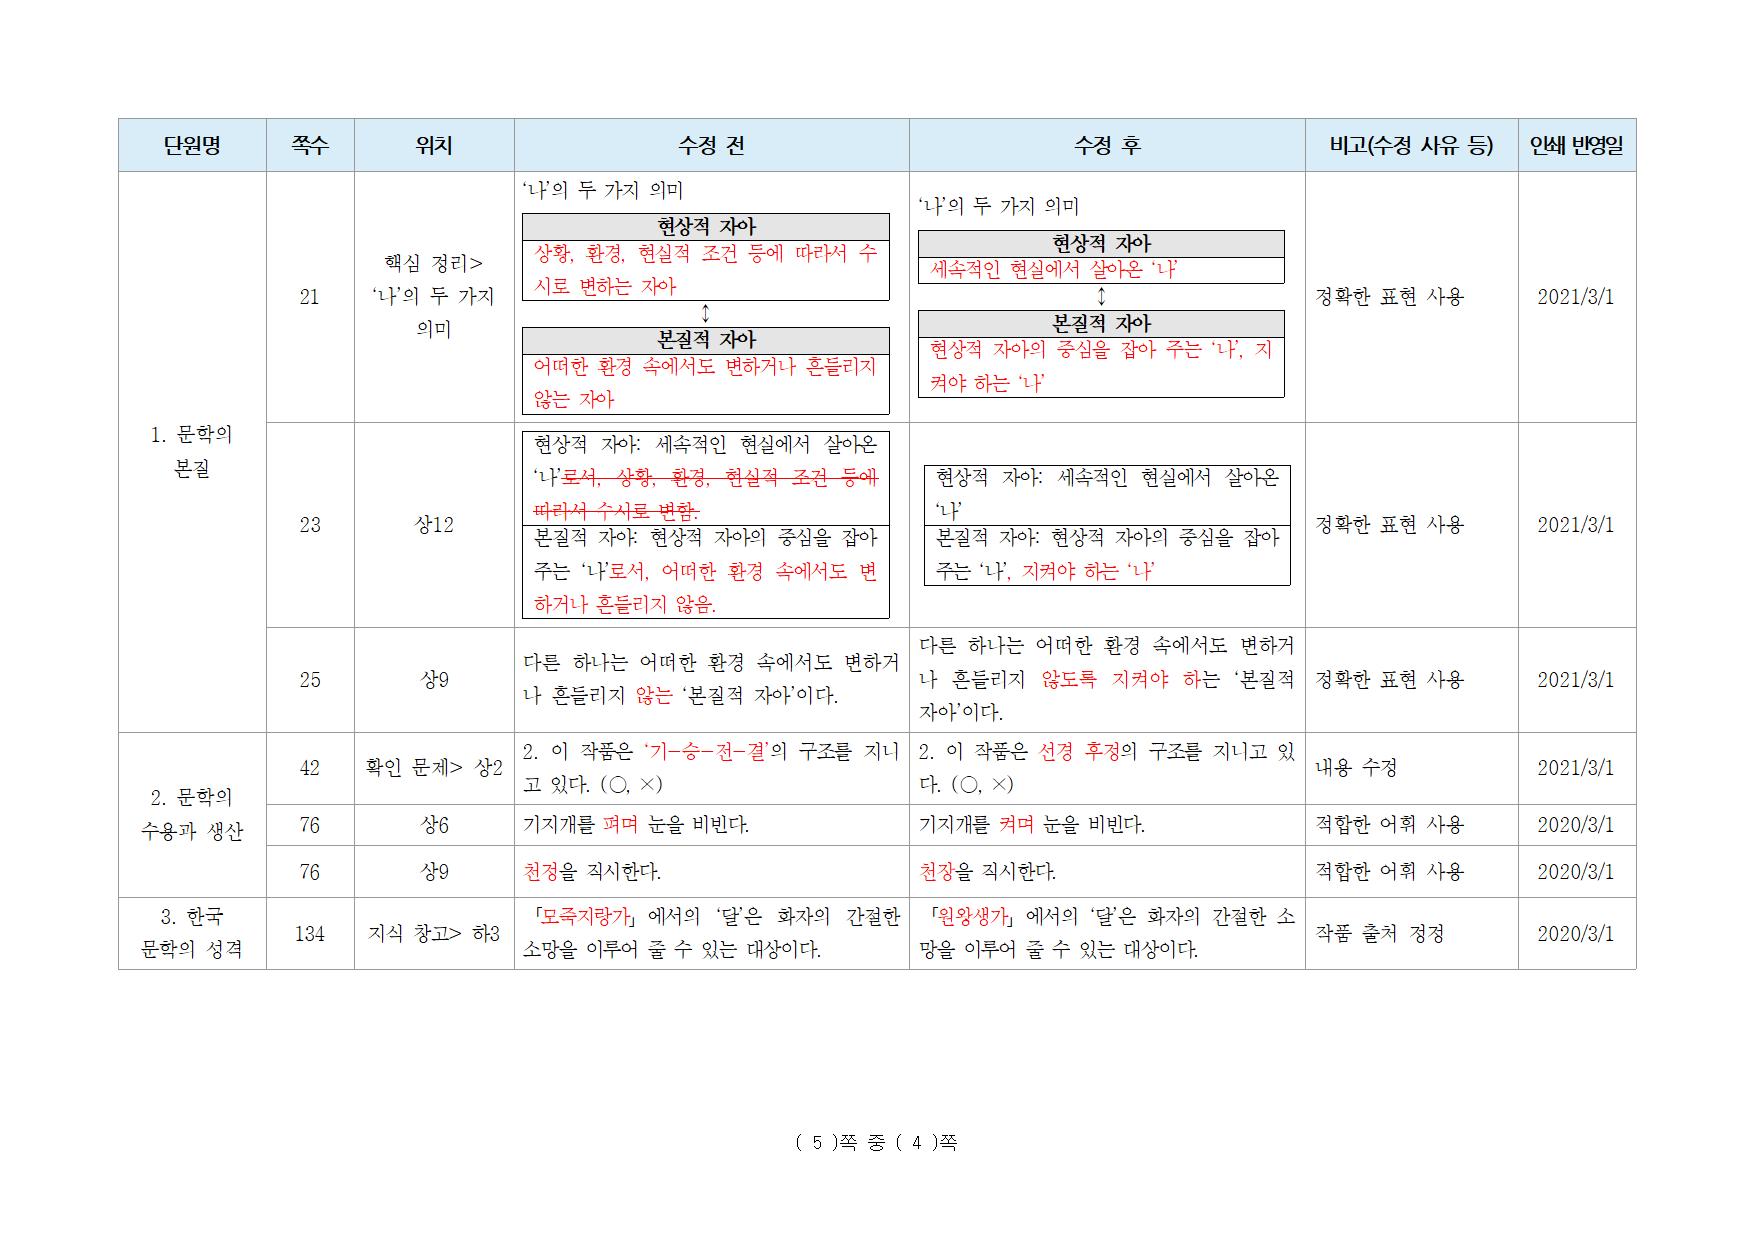 단원명 쪽수 위치 수정 전 수정 후 비고(수정 사유 등) 인쇄 반영일
1. 문학의
본질
21
핵심 정리>
‘나’의 두 가지
의미
‘나’의 두 가지 의미
현상적 자아
상황, 환경, 현실적 조건 등에 따라서 수
시로 변하는 자아
↕
본질적 자아
어떠한 환경 속에서도 변하거나 흔들리지
않는 자아
‘나’의 두 가지 의미
현상적 자아
세속적인 현실에서 살아온 ‘나’
↕
본질적 자아
현상적 자아의 중심을 잡아 주는 ‘나’, 지
켜야 하는 ‘나’
정확한 표현 사용
2021/3/1
23
상12
현상적 자아: 세속적인 현실에서 살아온
‘나’로서, 상황, 환경, 현실적 조건 등에
따라서 수시로 변함.
본질적 자아: 현상적 자아의 중심을 잡아
주는 ‘나’로서, 어떠한 환경 속에서도 변
하거나 흔들리지 않음.
현상적 자아: 세속적인 현실에서 살아온
‘나’
본질적 자아: 현상적 자아의 중심을 잡아
주는 ‘나’, 지켜야 하는 ‘나’
정확한 표현 사용
2021/3/1
25
상9
다른 하나는 어떠한 환경 속에서도 변하거
나 흔들리지 않는 ‘본질적 자아’이다.
다른 하나는 어떠한 환경 속에서도 변하거
나 흔들리지 않도록 지켜야 하는 ‘본질적
자아’이다.
정확한 표현 사용
2021/3/1
2. 문학의
수용과 생산
42
확인 문제> 상2
2. 이 작품은 ‘기-승-전-결’의 구조를 지니
고 있다. (○, ×)
2. 이 작품은 선경 후정의 구조를 지니고 있
다. (○, ×)
내용 수정
2021/3/1
76
상6
기지개를 펴며 눈을 비빈다.
기지개를 켜며 눈을 비빈다.
적합한 어휘 사용
2020/3/1
76
상9
천정을 직시한다.
천장을 직시한다.
적합한 어휘 사용
2020/3/1
3. 한국
문학의 성격
134
지식 창고> 하3
「모죽지랑가」에서의 ‘달’은 화자의 간절한
소망을 이루어 줄 수 있는 대상이다.
「원왕생가」에서의 ‘달’은 화자의 간절한 소
망을 이루어 줄 수 있는 대상이다.
작품 출처 정정
2020/3/1
( 5 )쪽 중 ( 4 )쪽